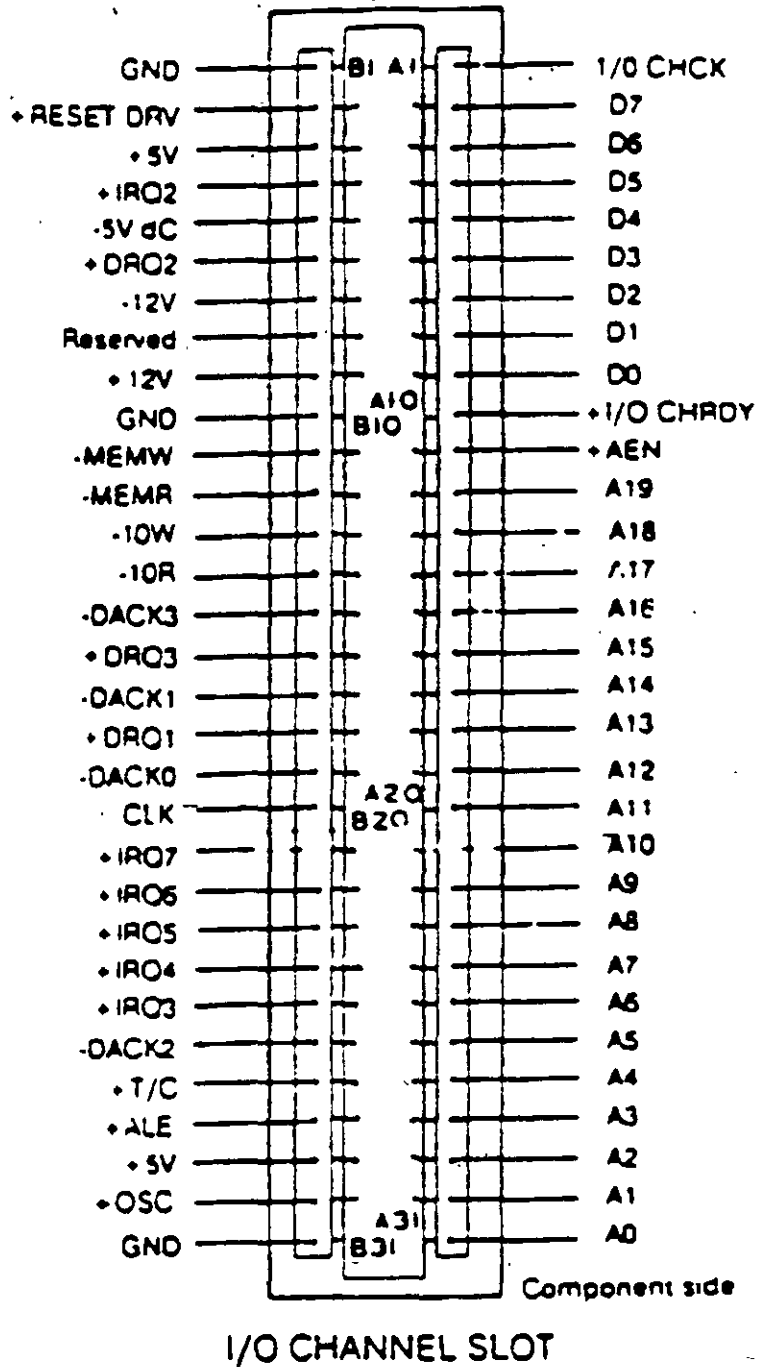 GND B1 A1 I/O CHCK
+RESET DRV D7
+5V D6
+IRQ2 D5
-5V dC D4
+DRQ2 D3
-12V D2
Reserved D1
+12V D0
A10
GND B10 +I/O CHRDY
-MEMW +AEN
-MEMR A19
-10W A18
-10R A17
-DACK3 A16
+DRQ3 A15
-DACK1 A14
+DRQ1 A13
-DACK0 A12
A20
CLK B20 A11
+IRQ7 A10
+IRQ6 A9
+IRQ5 A8
+IRQ4 A7
+IRQ3 A6
-DACK2 A5
+T/C A4
+ALE A3
+5V A2
+OSC A1
A31
GND B31 A0
Component side
I/O CHANNEL SLOT